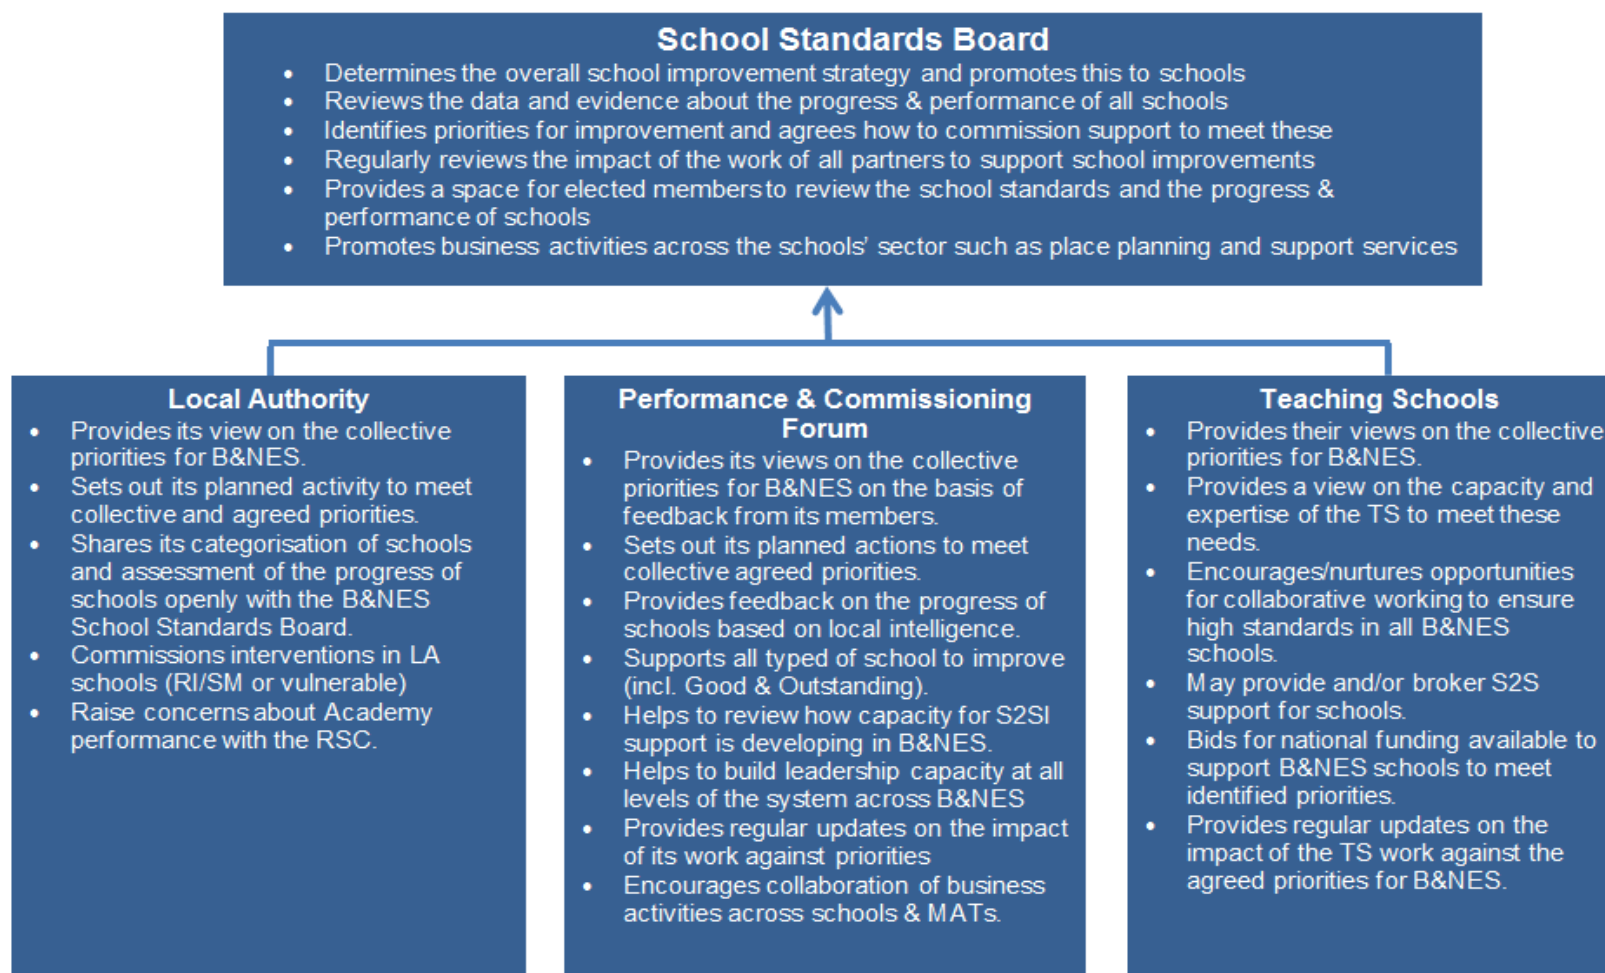 School Standards Board
• Determines the overall school improvement strategy and promotes this to schools
• Reviews the data and evidence about the progress & performance of all schools
• Identifies priorities for improvement and agrees how to commission support to meet these
• Regularly reviews the impact of the work of all partners to support school improvements
• Provides a space for elected members to review the school standards and the progress &
performance of schools
• Promotes business activities across the schools’ sector such as place planning and support services
Local Authority
• Provides its view on the collective
priorities for B&NES.
• Sets out its planned activity to meet
collective and agreed priorities.
• Shares its categorisation of schools
and assessment of the progress of
schools openly with the B&NES
School Standards Board.
• Commissions interventions in LA
schools (RI/SM or vulnerable)
• Raise concerns about Academy
performance with the RSC.
Performance & Commissioning
Forum
• Provides its views on the collective
priorities for B&NES on the basis of
feedback from its members.
• Sets out its planned actions to meet
collective agreed priorities.
• Provides feedback on the progress of
schools based on local intelligence.
• Supports all typed of school to improve
(incl. Good & Outstanding).
• Helps to review how capacity for S2SI
support is developing in B&NES.
• Helps to build leadership capacity at all
levels of the system across B&NES
• Provides regular updates on the impact
of its work against priorities
• Encourages collaboration of business
activities across schools & MATs.
Teaching Schools
• Provides their views on the collective
priorities for B&NES.
• Provides a view on the capacity and
expertise of the TS to meet these
needs.
• Encourages/nurtures opportunities
for collaborative working to ensure
high standards in all B&NES
schools.
• May provide and/or broker S2S
support for schools.
• Bids for national funding available to
support B&NES schools to meet
identified priorities.
• Provides regular updates on the
impact of the TS work against the
agreed priorities for B&NES.